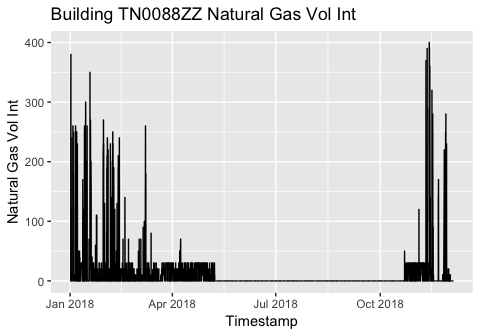 Building TN0088ZZ Natural Gas Vol Int
400
300
200
100
0
Natural Gas Vol Int
Jan 2018 Apr 2018 Jul 2018 Oct 2018
Timestamp